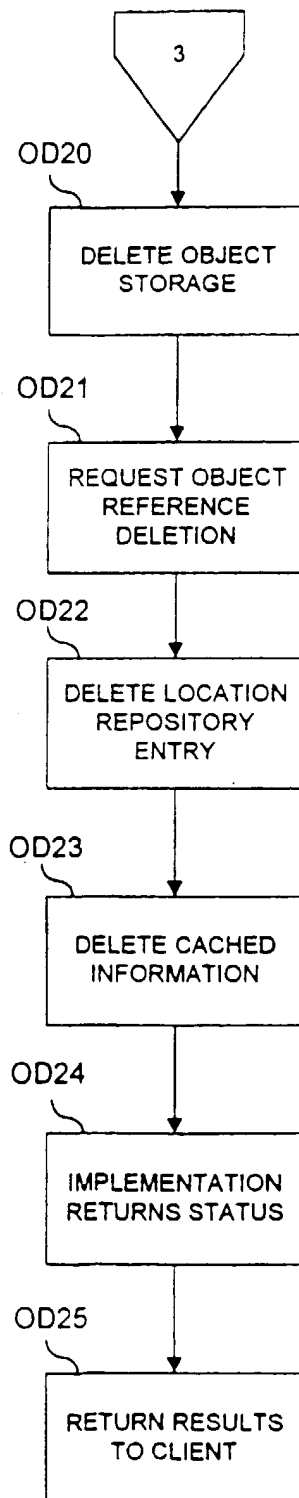 3
OD20
DELETE OBJECT
STORAGE
OD21
REQUEST OBJECT
REFERENCE
DELETION
OD22
DELETE LOCATION
REPOSITORY
ENTRY
OD23
DELETE CACHED
INFORMATION
OD24
IMPLEMENTATION
RETURNS STATUS
OD25
RETURN RESULTS
TO CLIENT